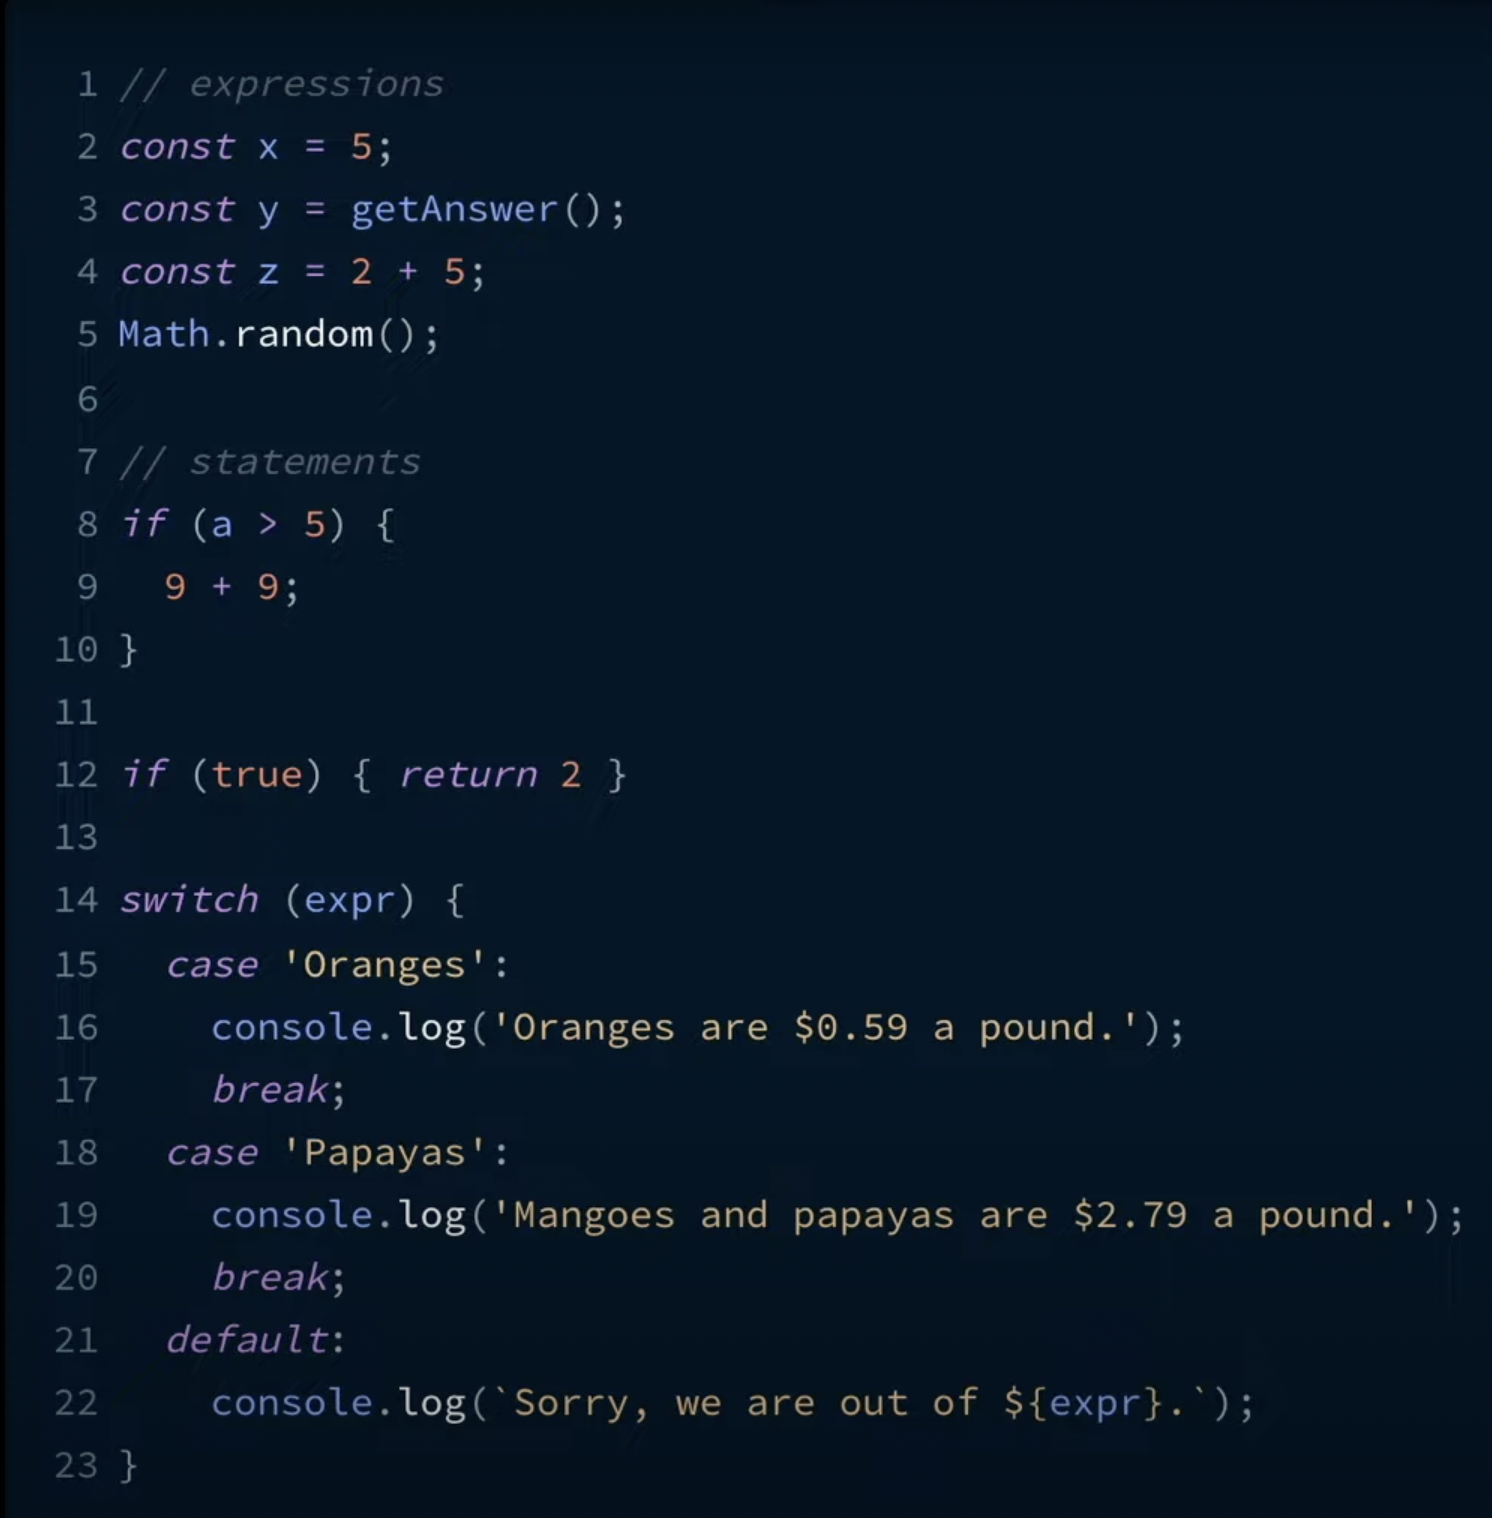 1 // expressions
2 const x = 5;
3 const y = getAnswer();
4 const z = 2 + 5;
5 Math.random();
6
7 // statements
8 if (a > 5) {
9   9 + 9;
10 }
11
12 if (true) { return 2 }
13
14 switch (expr) {
15   case 'Oranges':
16     console.log('Oranges are $0.59 a pound.');
17     break;
18   case 'Papayas':
19     console.log('Mangoes and papayas are $2.79 a pound.');
20     break;
21   default:
22     console.log(`Sorry, we are out of ${expr}.`);
23 }